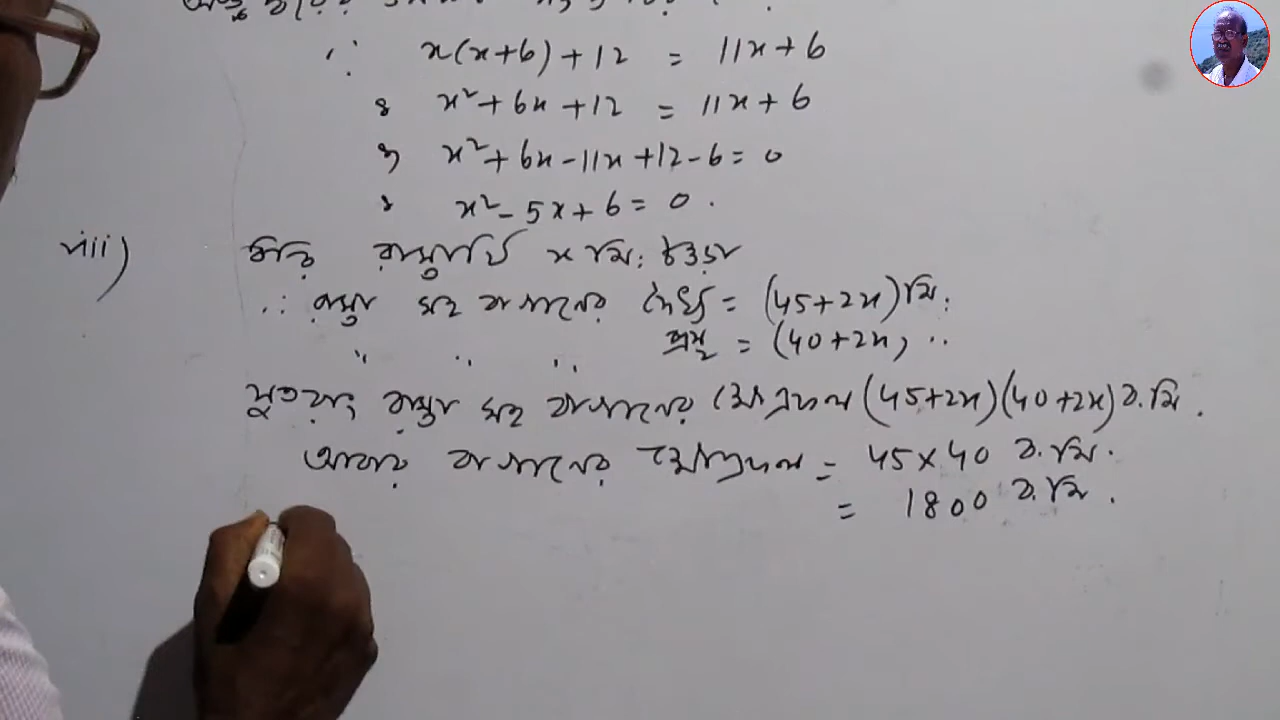 ∴ x(x+6)+12 = 11x+6
x²+6x+12 = 11x+6
x²+6x-11x+12-6=0
x²-5x+6=0.
viii) ধরি রাস্তাটি x মি: চওড়া
∴ রাস্তা সহ বাগানের দৈর্ঘ্য = (45+2x) মি:
" " " প্রস্থ = (40+2x) "
সুতরাং রাস্তা সহ বাগানের ক্ষেত্রফল (45+2x)(40+2x) ব.মি.
আবার বাগানের ক্ষেত্রফল = 45×40 ব.মি.
= 1800 ব.মি.